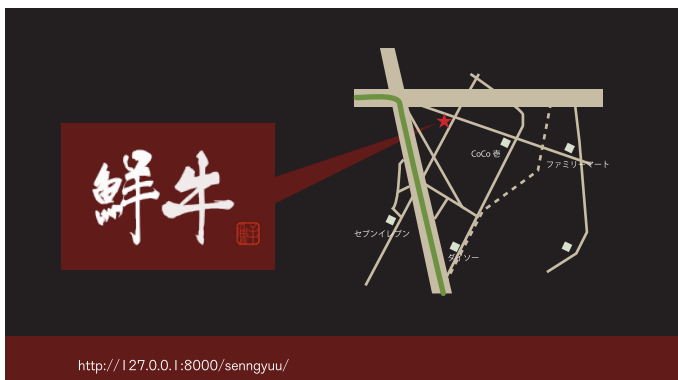 鮮牛
CoCo 壱
ファミリーマート
セブンイレブン
ダイソー
http://127.0.0.1:8000/senngyuu/